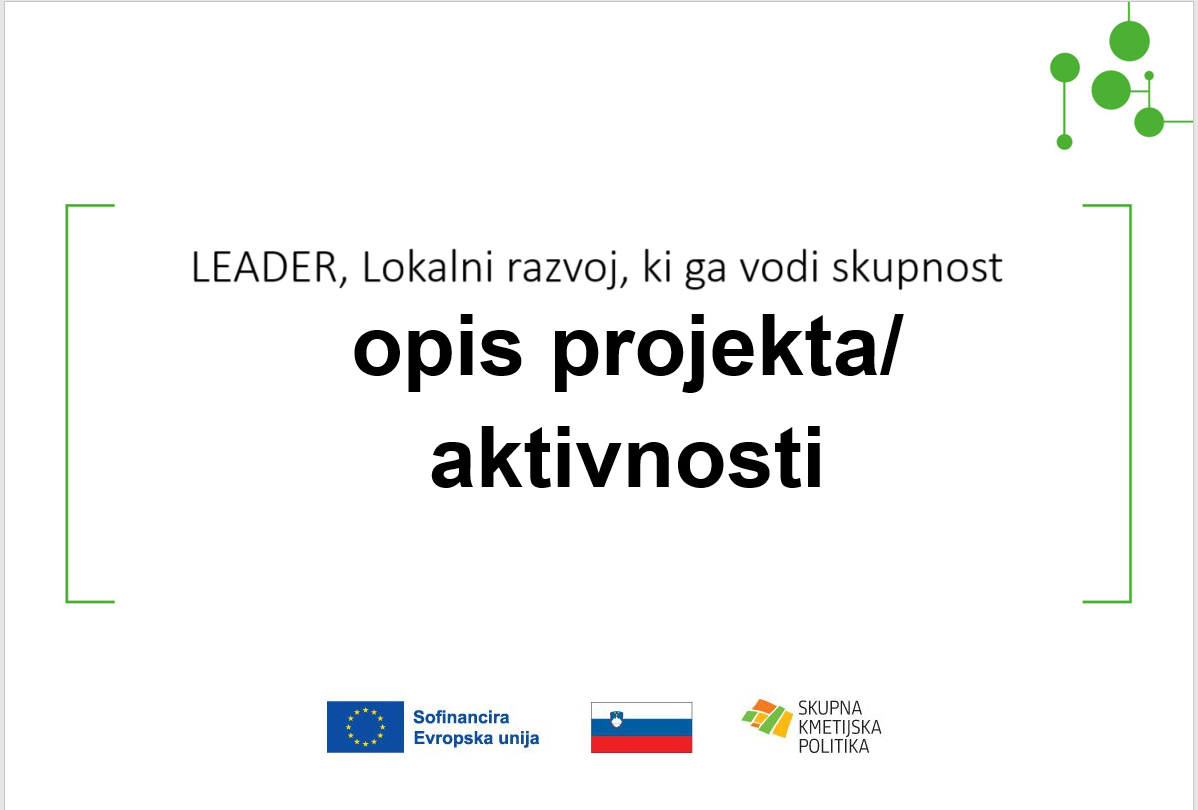 LEADER, Lokalni razvoj, ki ga vodi skupnost
opis projekta/
aktivnosti
Sofinancira
Evropska unija
SKUPNA
KMETIJSKA
POLITIKA